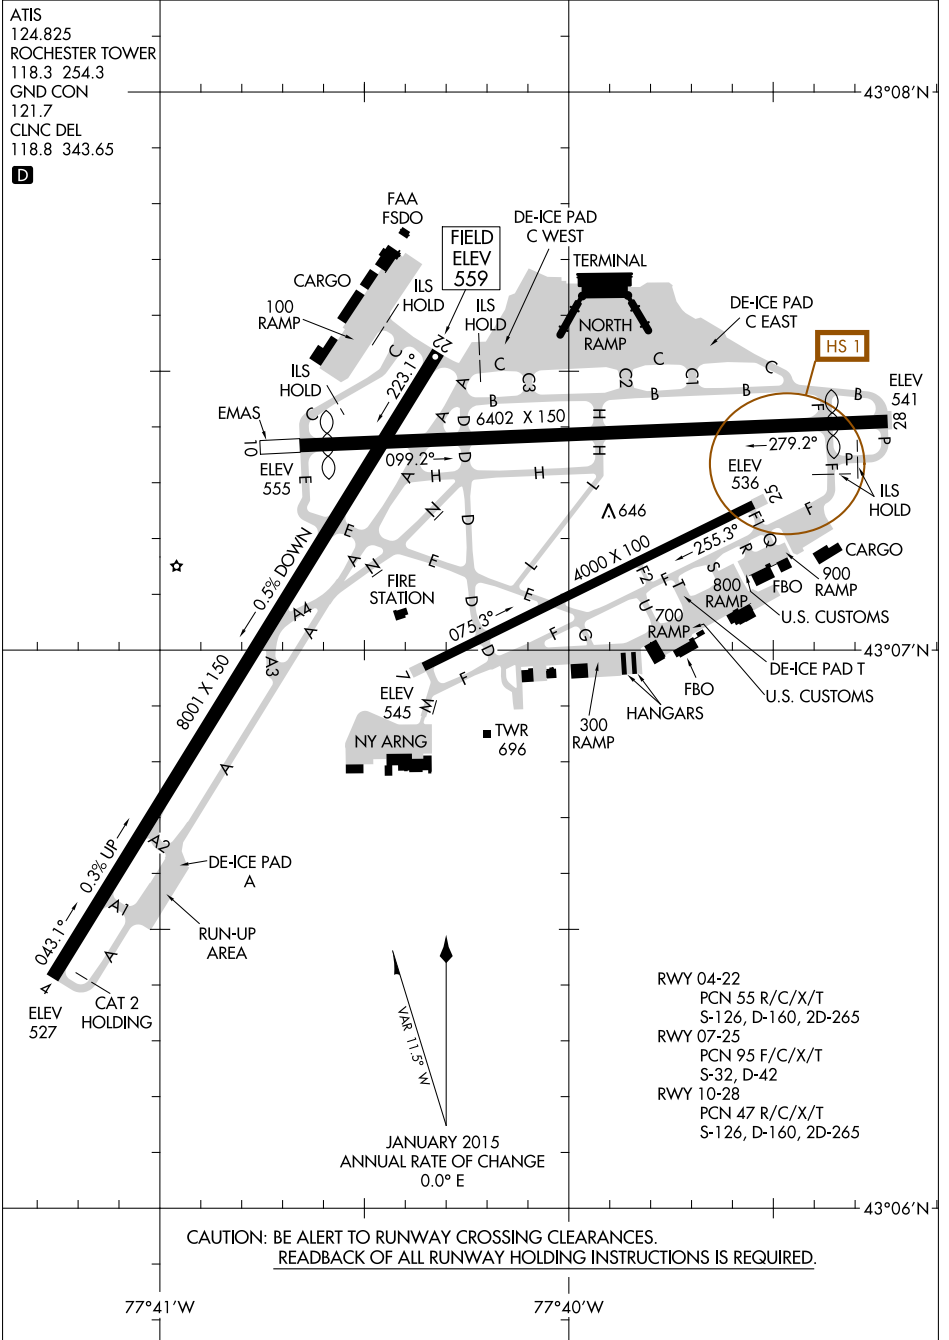 ATIS
124.825
ROCHESTER TOWER
118.3 254.3
GND CON
121.7
CLNC DEL
118.8 343.65
D
43°08'N
FAA
FSDO
FIELD
ELEV
559
DE-ICE PAD
C WEST
TERMINAL
CARGO
100
RAMP
ILS
HOLD
ILS
HOLD
NORTH
RAMP
DE-ICE PAD
C EAST
HS 1
ILS
HOLD
22
223.1°
C
A
C
C3
C2
C
C1
C
B
B
B
B
F
ELEV
541
EMAS
C
A
D
6402 X 150
H
28
10
ELEV
555
099.2°
D
H
279.2°
P
E
A
H
H
ELEV
536
F
P
ILS
HOLD
N
L
646
25
D
F1
F
E
A
N
E
4000 X 100
255.3°
R
Q
CARGO
0.5% DOWN
FIRE
STATION
L
F2
F
T
S
800
RAMP
FBO
900
RAMP
U.S. CUSTOMS
A4
A
D
E
075.3°
U
700
RAMP
F
G
43°07'N
A3
D
F
7
ELEV
545
M
DE-ICE PAD T
U.S. CUSTOMS
FBO
HANGARS
300
RAMP
8001 X 150
NY ARNG
TWR
696
A
0.3% UP
A2
DE-ICE PAD
A
A1
043.1°
RUN-UP
AREA
A
4
ELEV
527
CAT 2
HOLDING
VAR 11.5° W
RWY 04-22
PCN 55 R/C/X/T
S-126, D-160, 2D-265
RWY 07-25
PCN 95 F/C/X/T
S-32, D-42
RWY 10-28
PCN 47 R/C/X/T
S-126, D-160, 2D-265
JANUARY 2015
ANNUAL RATE OF CHANGE
0.0° E
43°06'N
CAUTION: BE ALERT TO RUNWAY CROSSING CLEARANCES.
READBACK OF ALL RUNWAY HOLDING INSTRUCTIONS IS REQUIRED.
77°41'W
77°40'W